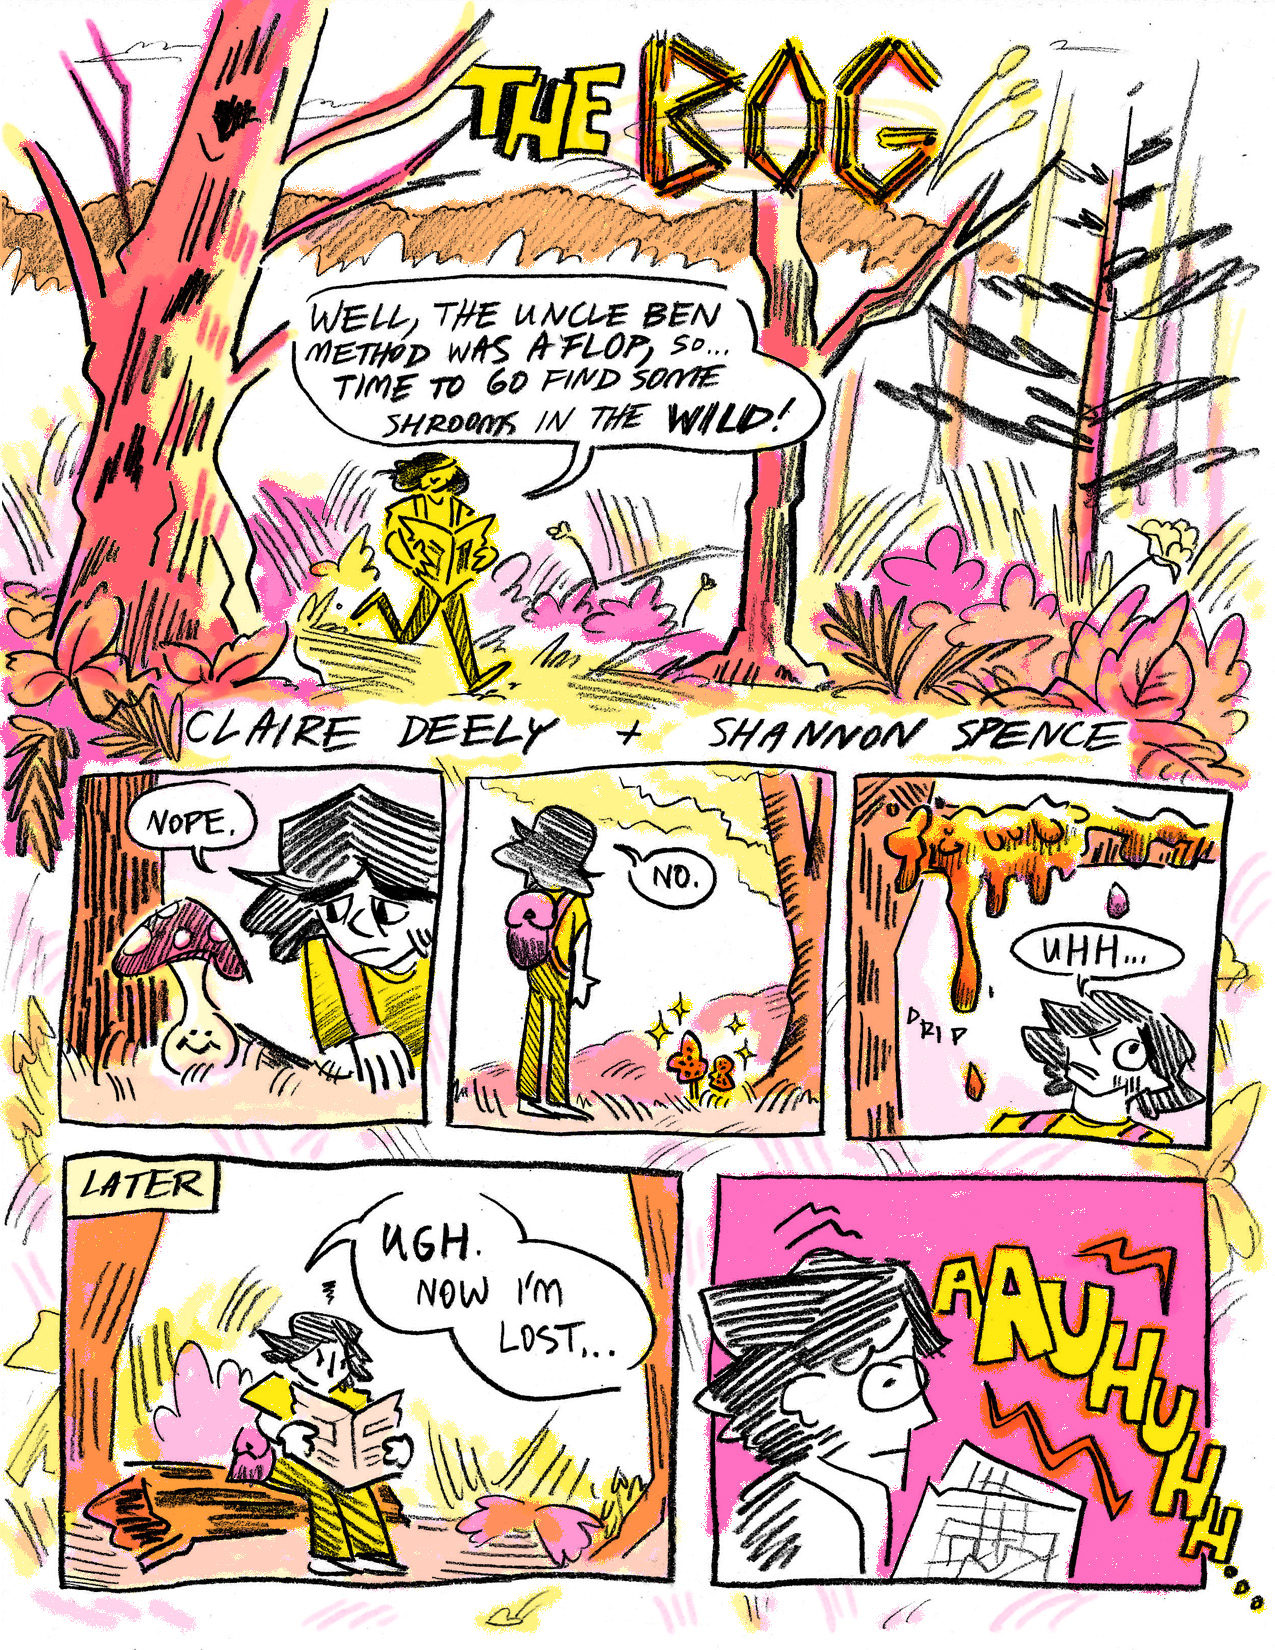 THE BOG
WELL, THE UNCLE BEN
METHOD WAS A FLOP, SO...
TIME TO GO FIND SOME
SHROOMS IN THE WILD!
CLAIRE DEELY + SHANNON SPENCE
NOPE.
NO.
UHH...
DRIP
LATER
UGH.
NOW I'M
LOST...
AAUHUHH...